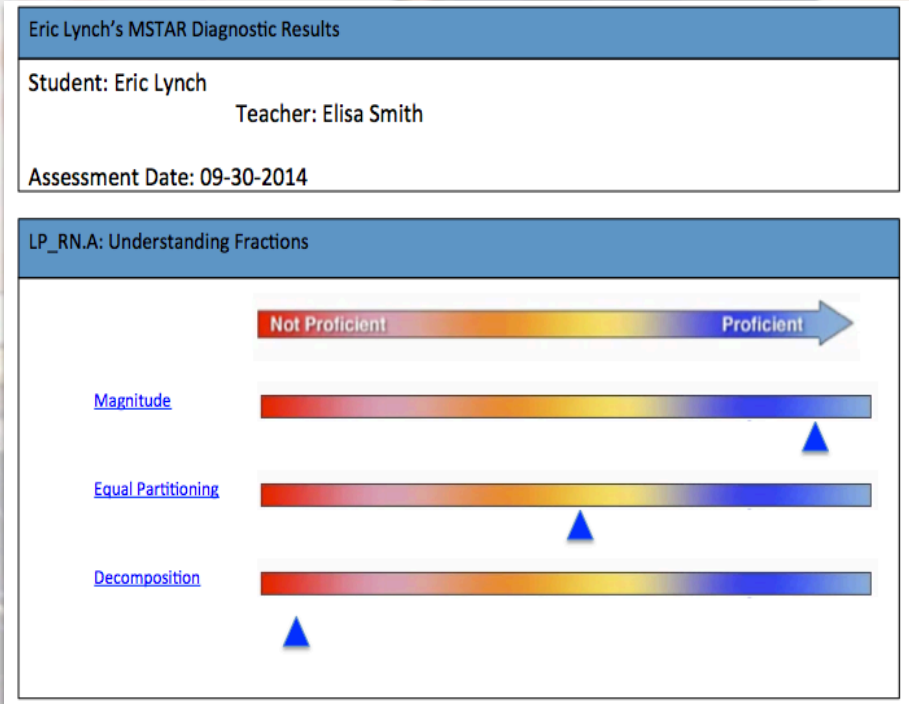 Eric Lynch's MSTAR Diagnostic Results
Student: Eric Lynch
Teacher: Elisa Smith
Assessment Date: 09-30-2014
LP_RN.A: Understanding Fractions
Not Proficient Proficient
Magnitude
Equal Partitioning
Decomposition